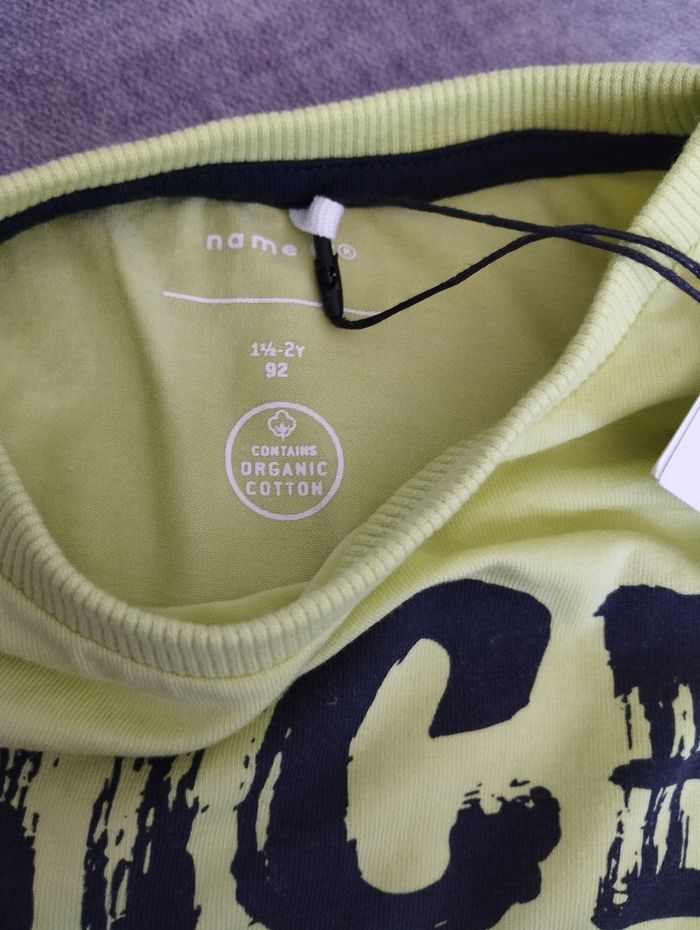 name ®
1½-2Y
92
CONTAINS
ORGANIC
COTTON